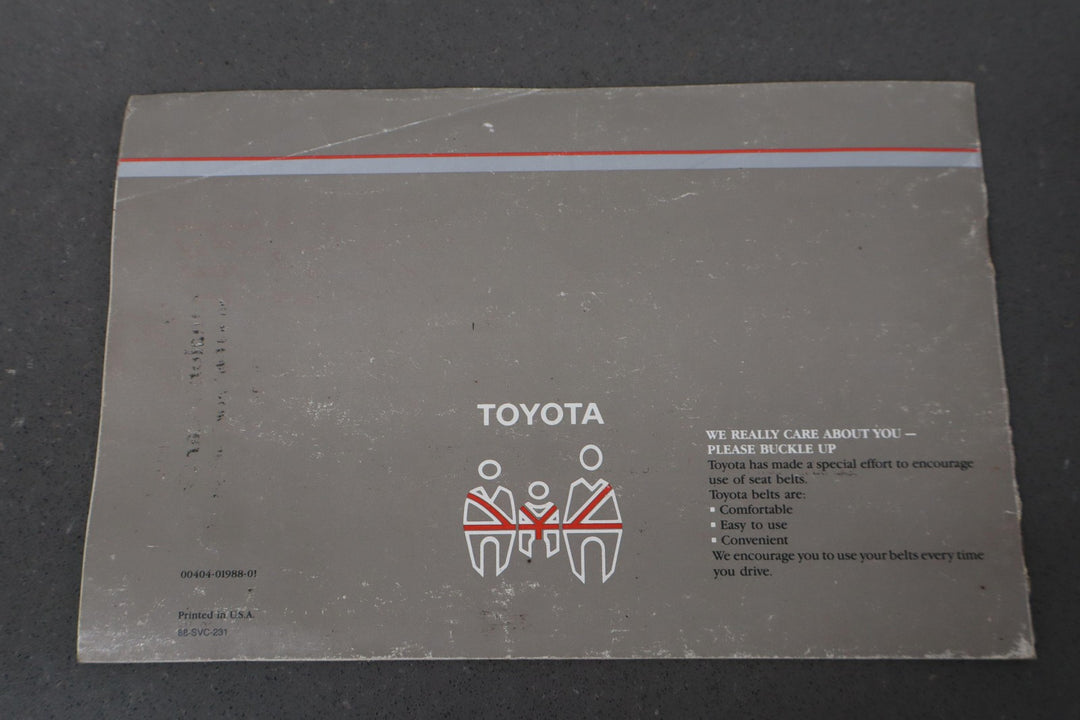 TOYOTA
WE REALLY CARE ABOUT YOU —
PLEASE BUCKLE UP
Toyota has made a special effort to encourage
use of seat belts.
Toyota belts are:
▪ Comfortable
▪ Easy to use
▪ Convenient
We encourage you to use your belts every time
you drive.
00404-01988-01
Printed in U.S.A.
88-SVC-231